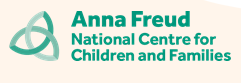 Anna Freud
National Centre for
Children and Families